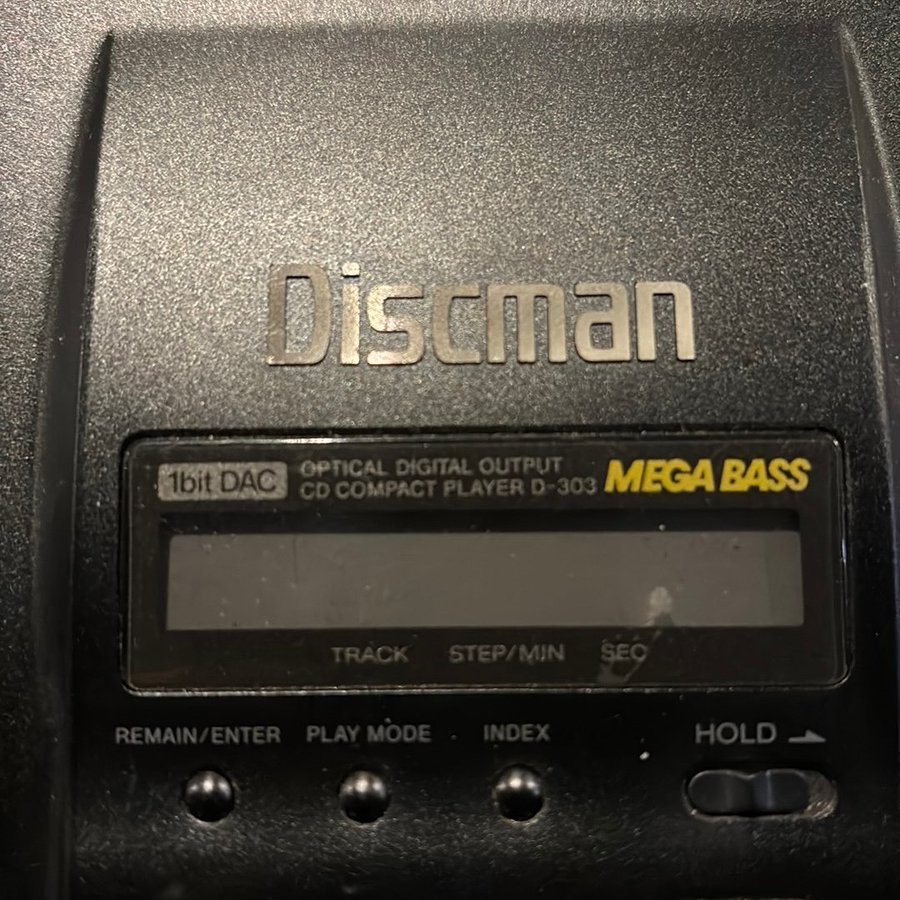 Discman
1bit DAC
OPTICAL DIGITAL OUTPUT
CD COMPACT PLAYER D-303
MEGA BASS
TRACK STEP/MIN SEC
REMAIN/ENTER PLAY MODE INDEX HOLD